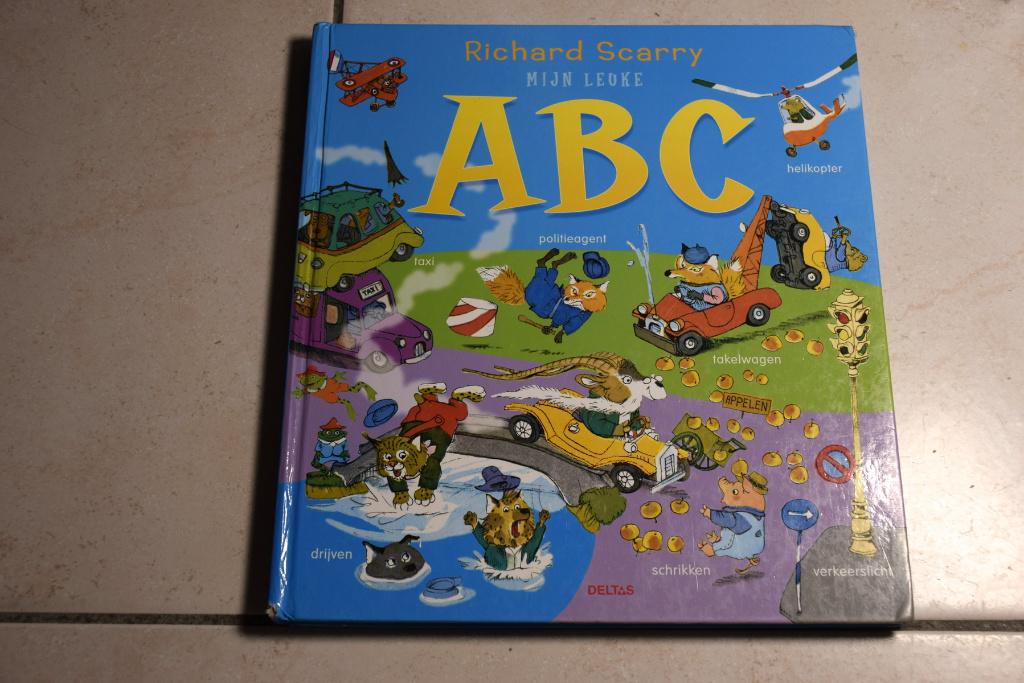 Richard Scarry
MIJN LEUKE
ABC
helikopter
politieagent
taxi
TAXI
takelwagen
APPELEN
drijven
schrikken
verkeerslicht
DELTAS